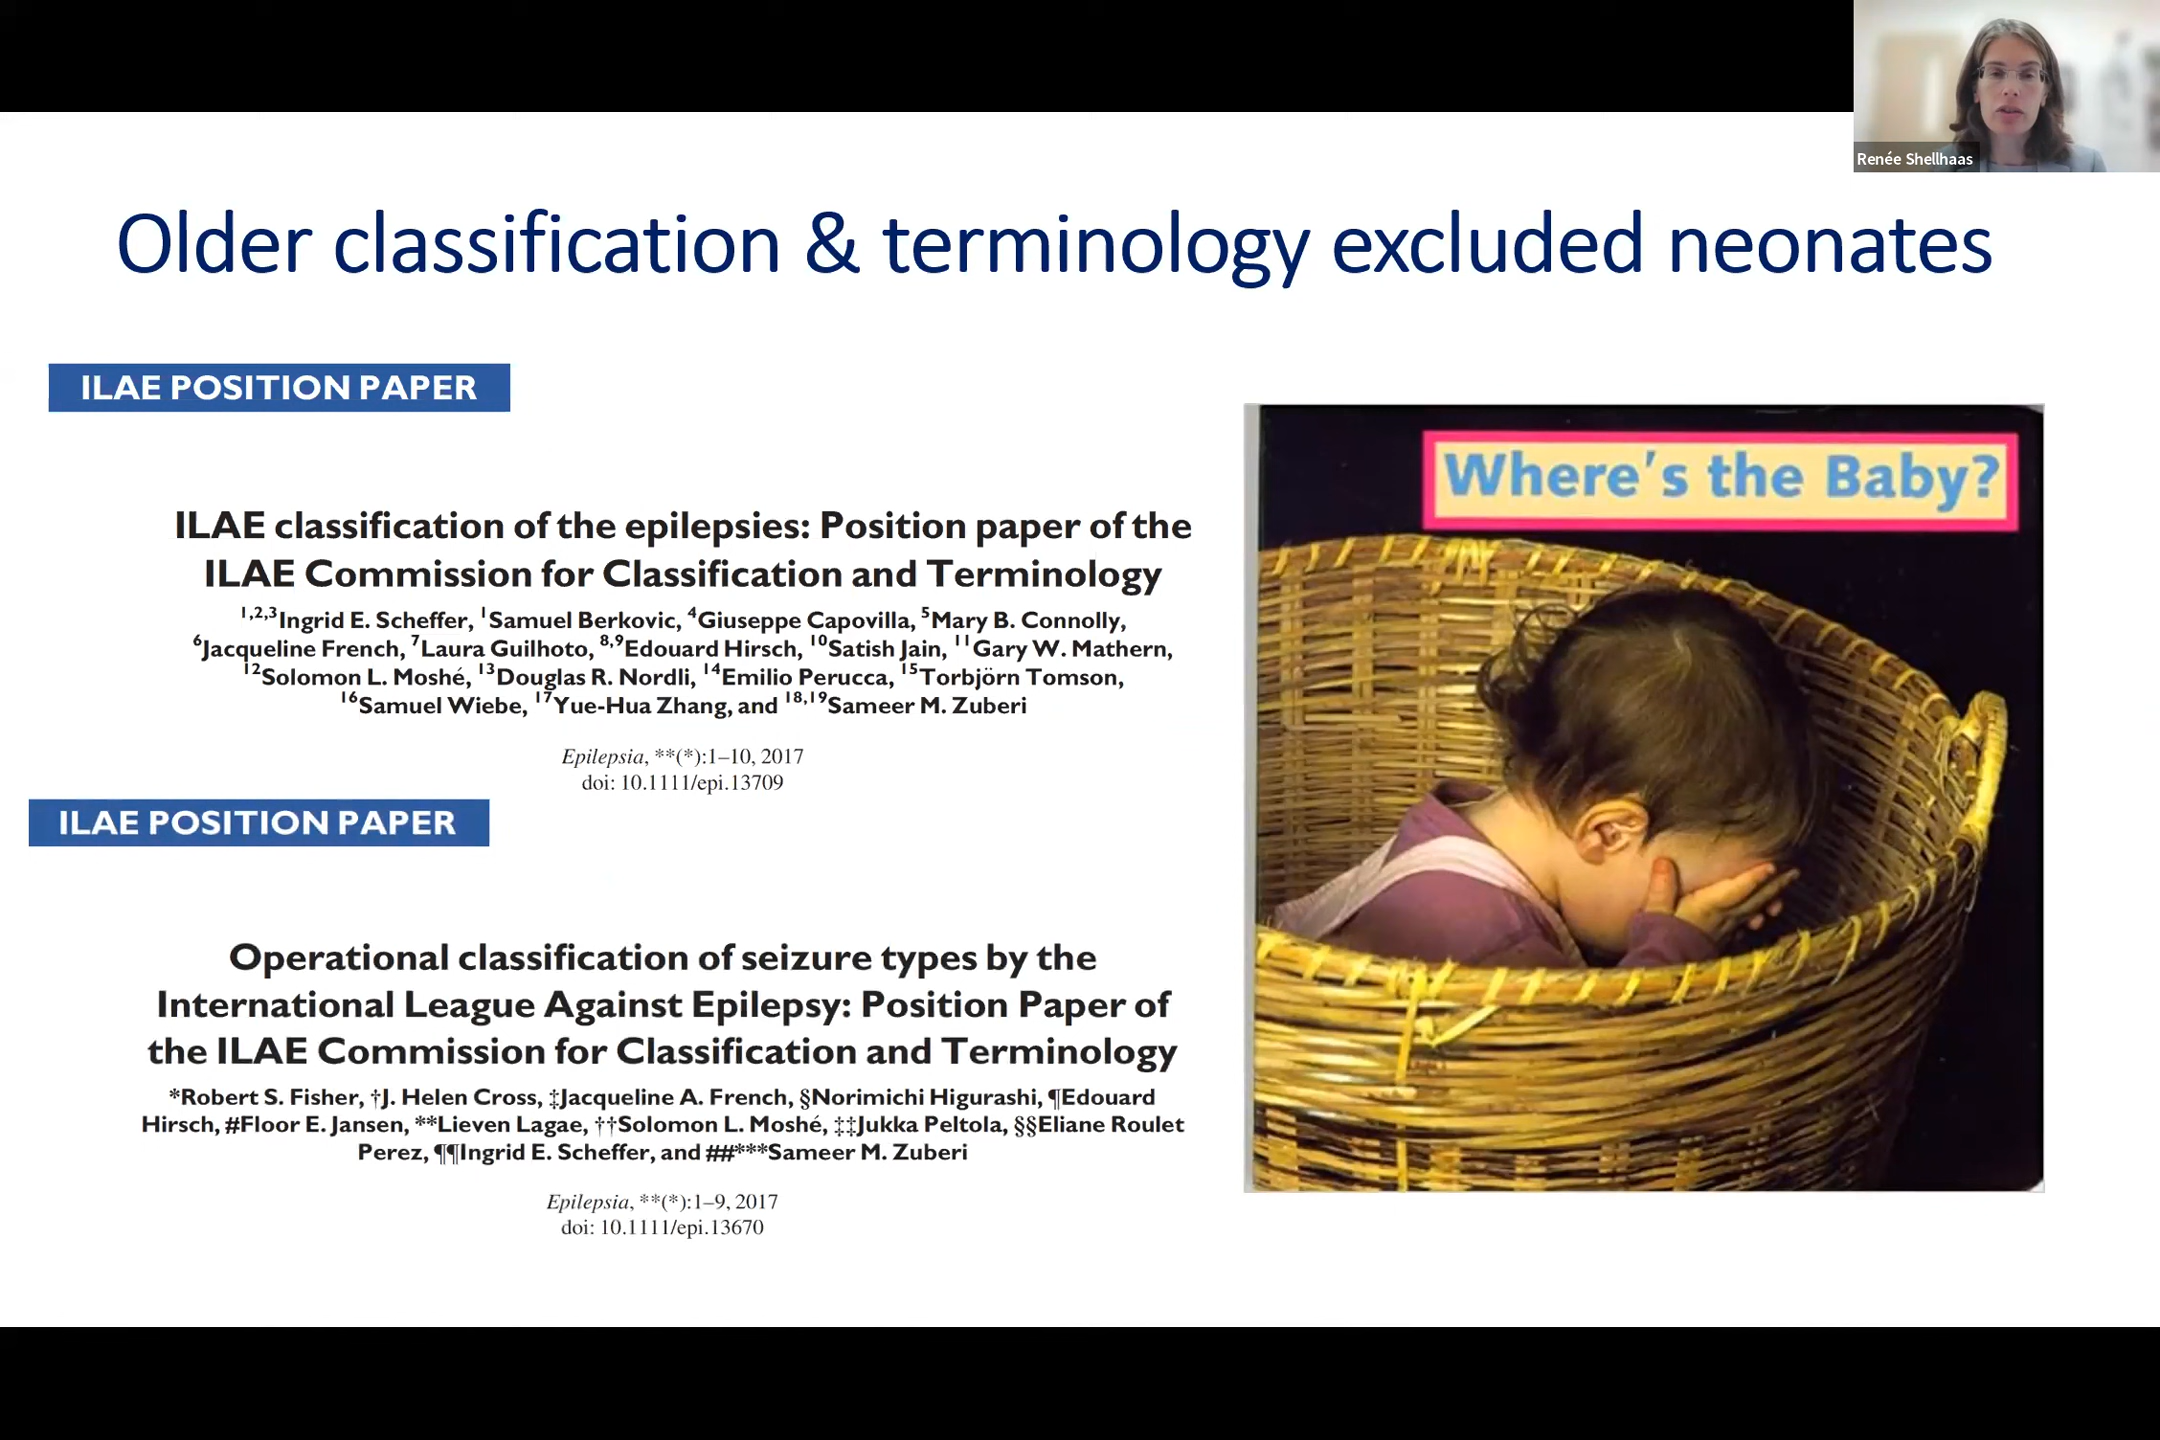 Renée Shellhaas
Older classification & terminology excluded neonates
ILAE POSITION PAPER
ILAE classification of the epilepsies: Position paper of the
ILAE Commission for Classification and Terminology
1,2,3Ingrid E. Scheffer, 1Samuel Berkovic, 4Giuseppe Capovilla, 5Mary B. Connolly,
6Jacqueline French, 7Laura Guilhoto, 8,9Edouard Hirsch, 10Satish Jain, 11Gary W. Mathern,
12Solomon L. Moshé, 13Douglas R. Nordli, 14Emilio Perucca, 15Torbjörn Tomson,
16Samuel Wiebe, 17Yue-Hua Zhang, and 18,19Sameer M. Zuberi
Epilepsia, **(*):1–10, 2017
doi: 10.1111/epi.13709
ILAE POSITION PAPER
Operational classification of seizure types by the
International League Against Epilepsy: Position Paper of
the ILAE Commission for Classification and Terminology
*Robert S. Fisher, †J. Helen Cross, ‡Jacqueline A. French, §Norimichi Higurashi, ¶Edouard
Hirsch, #Floor E. Jansen, **Lieven Lagae, ††Solomon L. Moshé, ‡‡Jukka Peltola, §§Eliane Roulet
Perez, ¶¶Ingrid E. Scheffer, and ##***Sameer M. Zuberi
Epilepsia, **(*):1–9, 2017
doi: 10.1111/epi.13670
Where's the Baby?